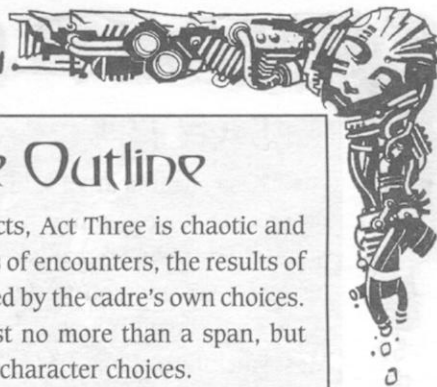 Outline
cts, Act Three is chaotic and
of encounters, the results of
ed by the cadre's own choices.
st no more than a span, but
character choices.